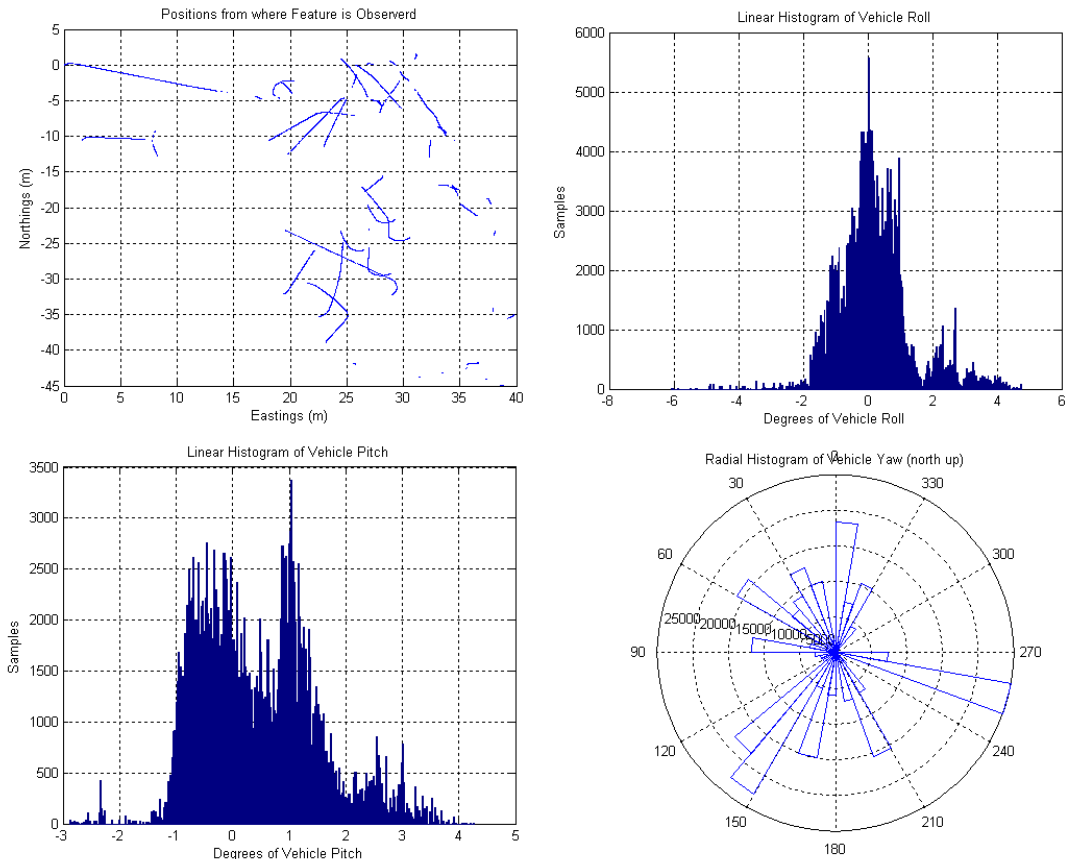 Positions from where Feature is Observerd
5
0
-5
-10
-15
-20
-25
-30
-35
-40
-45
0 5 10 15 20 25 30 35 40
Northings (m)
Eastings (m)
Linear Histogram of Vehicle Roll
6000
5000
4000
3000
2000
1000
0
-8 -6 -4 -2 0 2 4 6
Samples
Degrees of Vehicle Roll
Linear Histogram of Vehicle Pitch
3500
3000
2500
2000
1500
1000
500
0
-3 -2 -1 0 1 2 3 4 5
Samples
Degrees of Vehicle Pitch
Radial Histogram of Vehicle Yaw (north up)
0
30 330
60 300
25000 20000 15000 10000 5000
90 270
120 240
150 210
180